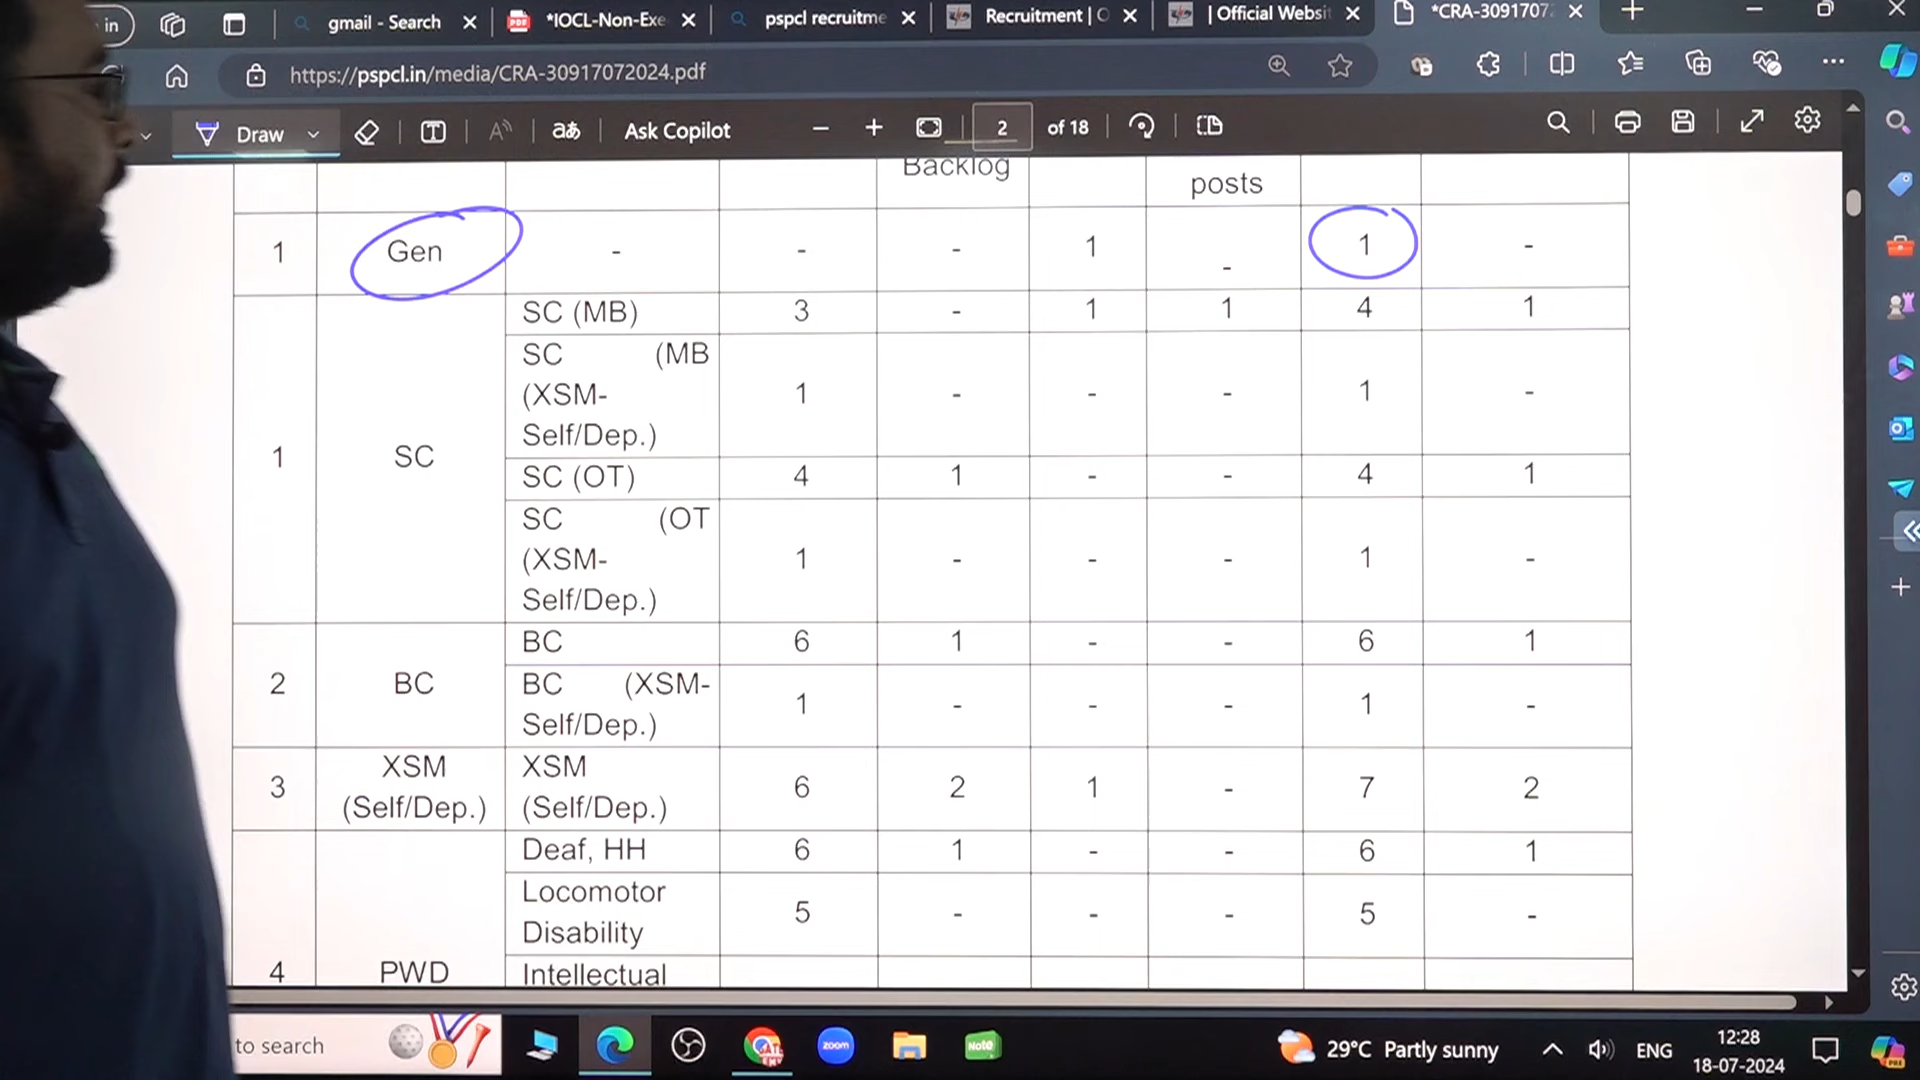 in
gmail - Search
*IOCL-Non-Exe
pspcl recruitme
Recruitment |
| Official Websit
*CRA-30917072
https://pspcl.in/media/CRA-30917072024.pdf
Draw
あ
Ask Copilot
2
of 18
Backlog
posts
1 Gen - - - 1 - 1 -
SC (MB) 3 - 1 1 4 1
SC (MB
(XSM- 1 - - - 1 -
Self/Dep.)
1 SC
SC (OT) 4 1 - - 4 1
SC (OT
(XSM- 1 - - - 1 -
Self/Dep.)
BC 6 1 - - 6 1
2 BC
BC (XSM-
Self/Dep.) 1 - - - 1 -
3 XSM
(Self/Dep.)
XSM
(Self/Dep.) 6 2 1 - 7 2
Deaf, HH 6 1 - - 6 1
Locomotor
Disability 5 - - - 5 -
4 PWD Intellectual
to search
zoom
Note
29°C Partly sunny
ENG
12:28
18-07-2024